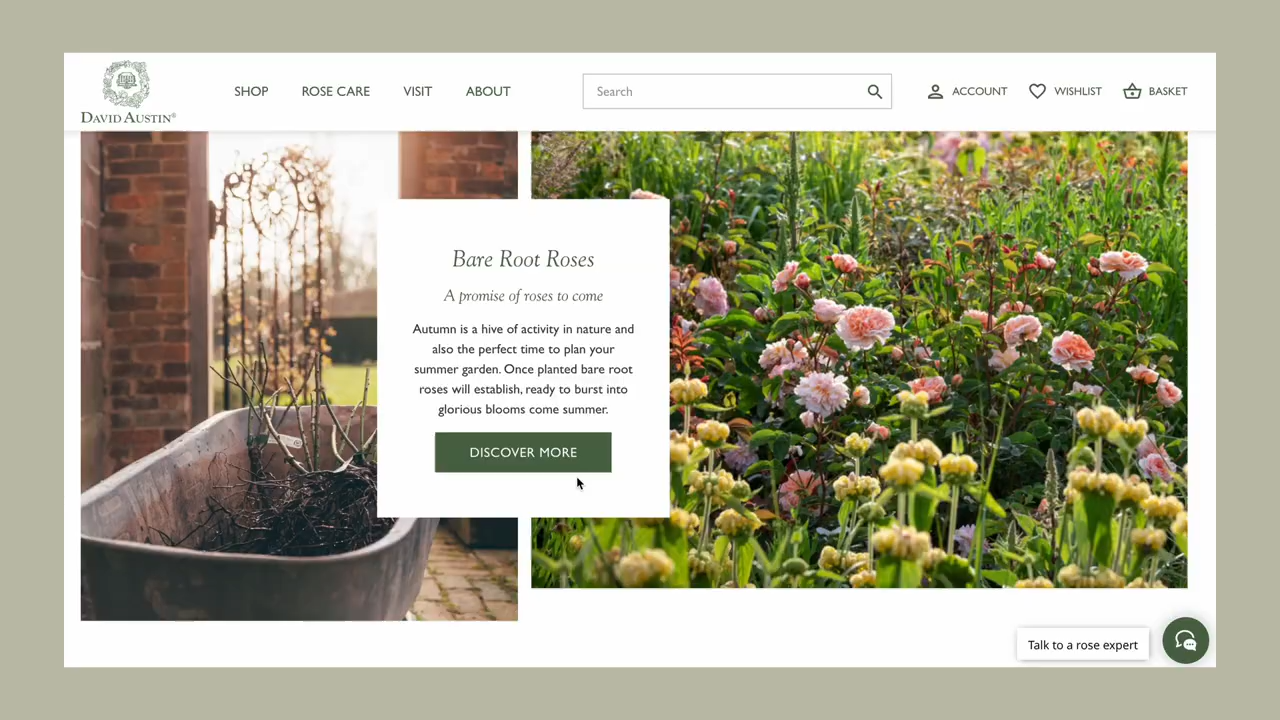 DAVID AUSTIN®
SHOP
ROSE CARE
VISIT
ABOUT
Search
ACCOUNT
WISHLIST
BASKET
Bare Root Roses
A promise of roses to come
Autumn is a hive of activity in nature and
also the perfect time to plan your
summer garden. Once planted bare root
roses will establish, ready to burst into
glorious blooms come summer.
DISCOVER MORE
Talk to a rose expert